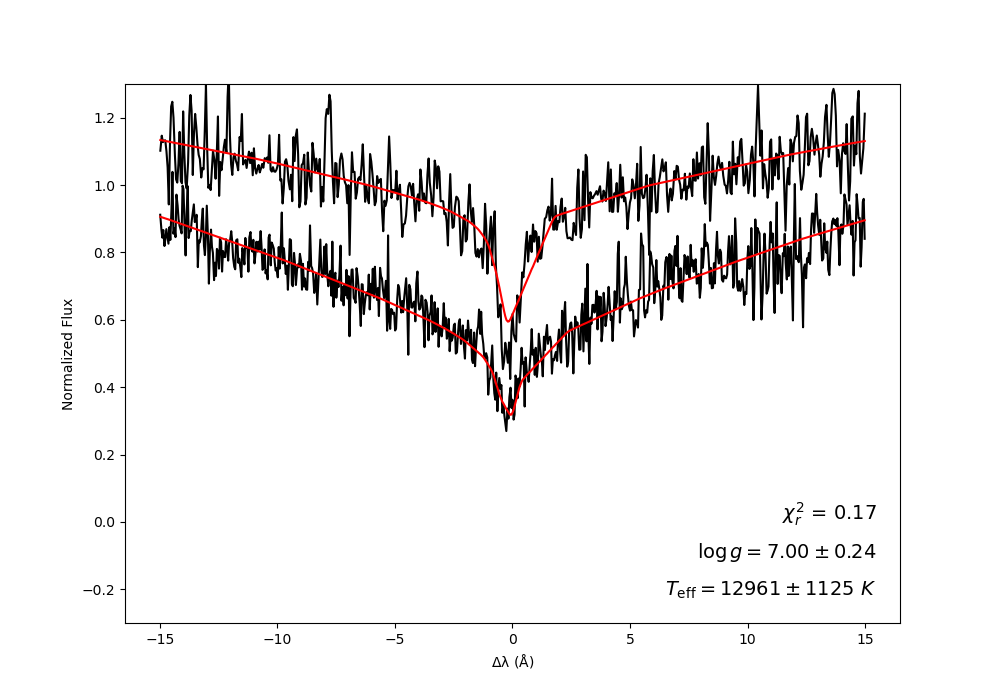 1.2
1.0
0.8
0.6
0.4
0.2
0.0
−0.2
Normalized Flux
χ²ᵣ = 0.17
log g = 7.00 ± 0.24
T_eff = 12961 ± 1125 K
−15 −10 −5 0 5 10 15
Δλ (Å)